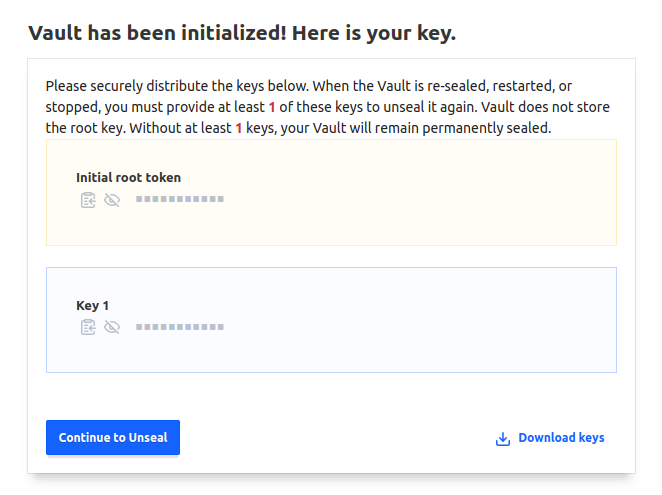 Vault has been initialized! Here is your key.
Please securely distribute the keys below. When the Vault is re-sealed, restarted, or
stopped, you must provide at least 1 of these keys to unseal it again. Vault does not store
the root key. Without at least 1 keys, your Vault will remain permanently sealed.
Initial root token
Key 1
Continue to Unseal
Download keys